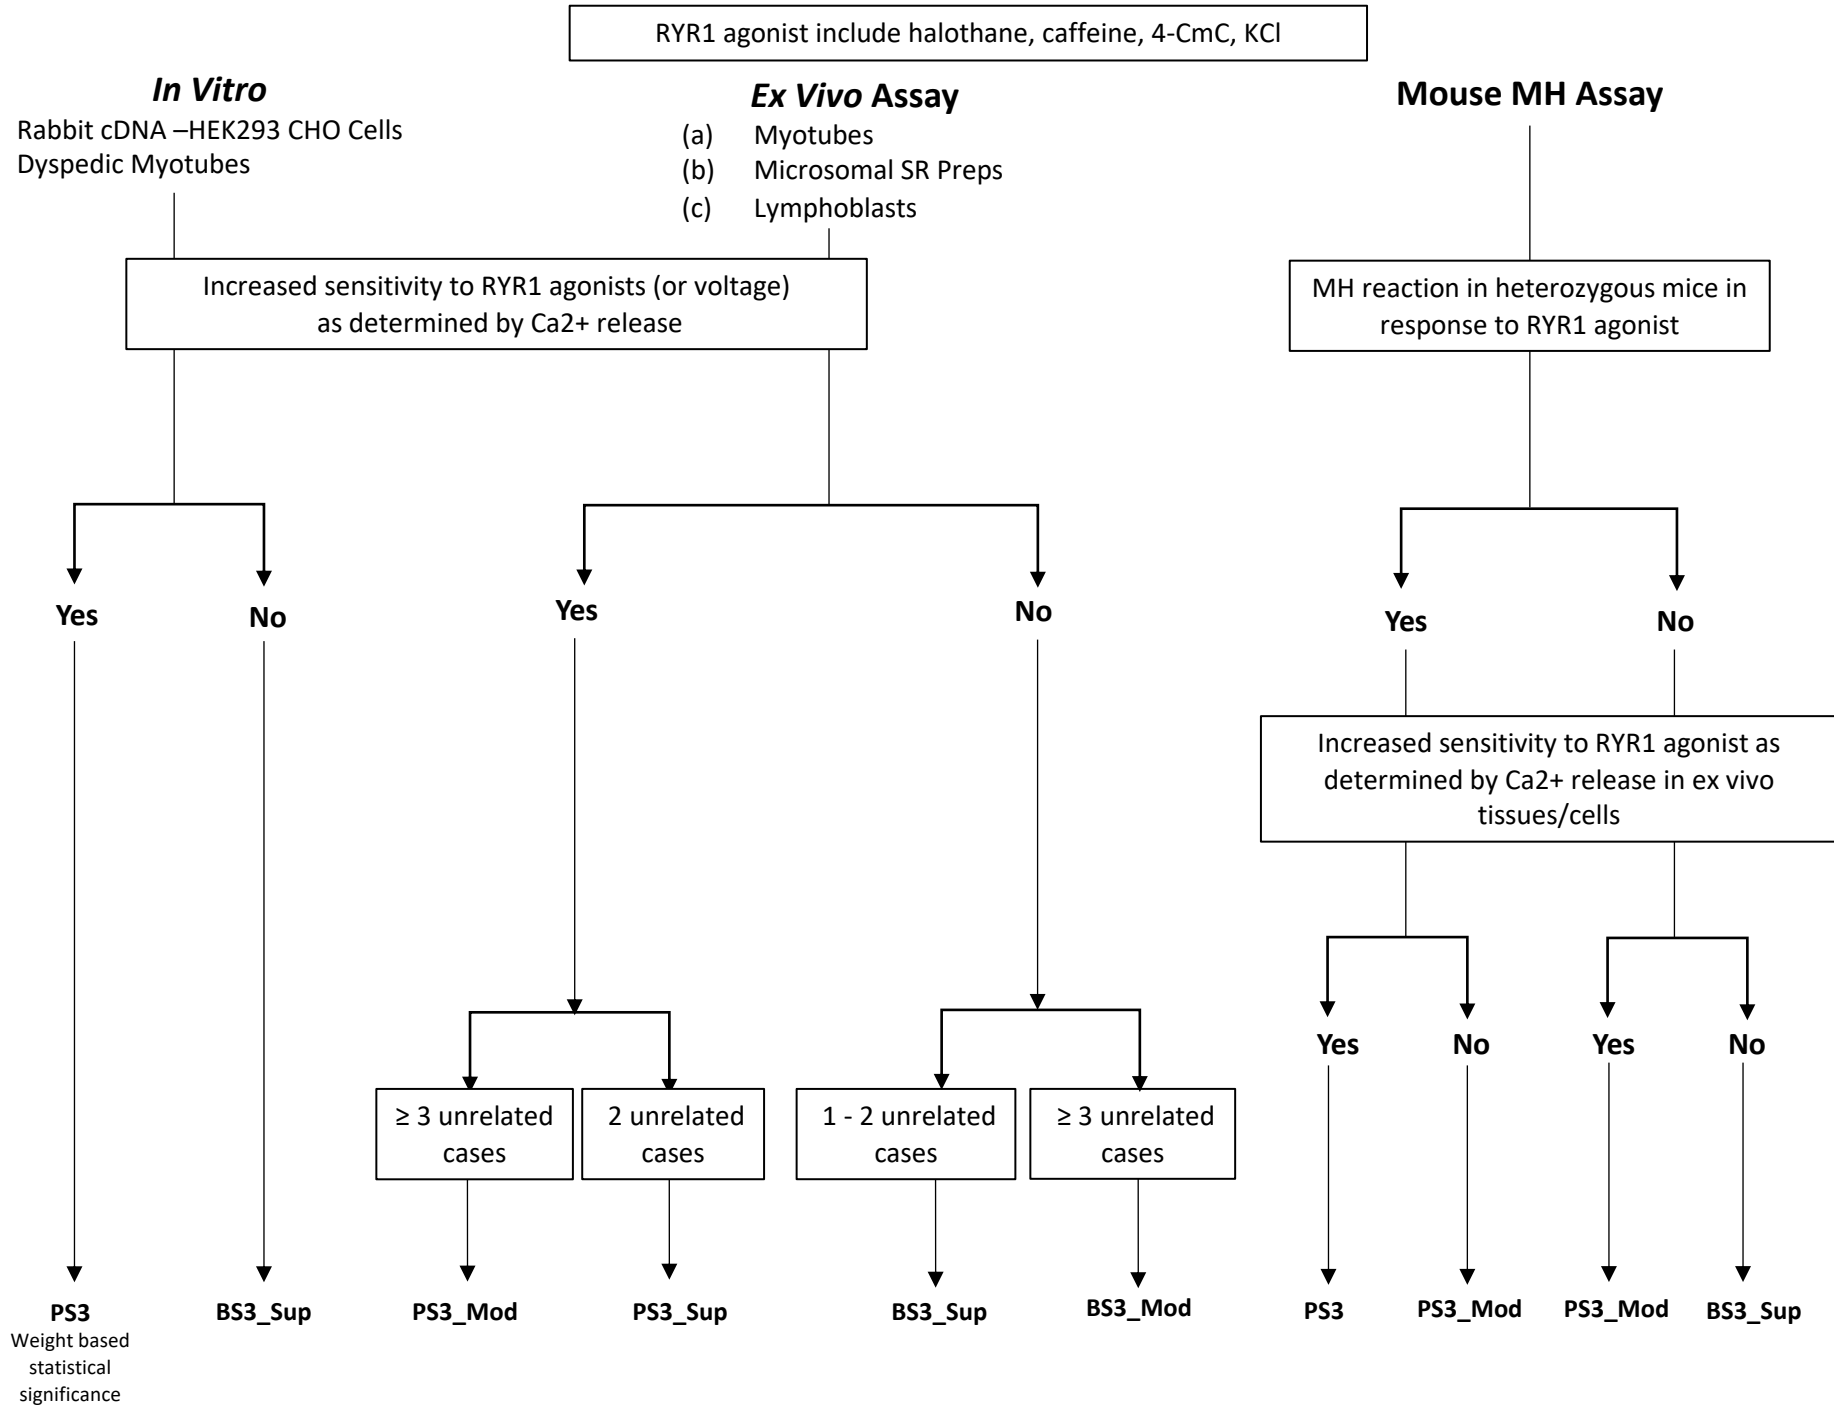 RYR1 agonist include halothane, caffeine, 4-CmC, KCl
In Vitro
Rabbit cDNA –HEK293 CHO Cells
Dyspedic Myotubes
Ex Vivo Assay
(a) Myotubes
(b) Microsomal SR Preps
(c) Lymphoblasts
Mouse MH Assay
Increased sensitivity to RYR1 agonists (or voltage)
as determined by Ca2+ release
MH reaction in heterozygous mice in
response to RYR1 agonist
Yes
No
Yes
No
Yes
No
Increased sensitivity to RYR1 agonist as
determined by Ca2+ release in ex vivo
tissues/cells
Yes
No
Yes
No
≥ 3 unrelated
cases
2 unrelated
cases
1 - 2 unrelated
cases
≥ 3 unrelated
cases
PS3
Weight based
statistical
significance
BS3_Sup
PS3_Mod
PS3_Sup
BS3_Sup
BS3_Mod
PS3
PS3_Mod
PS3_Mod
BS3_Sup